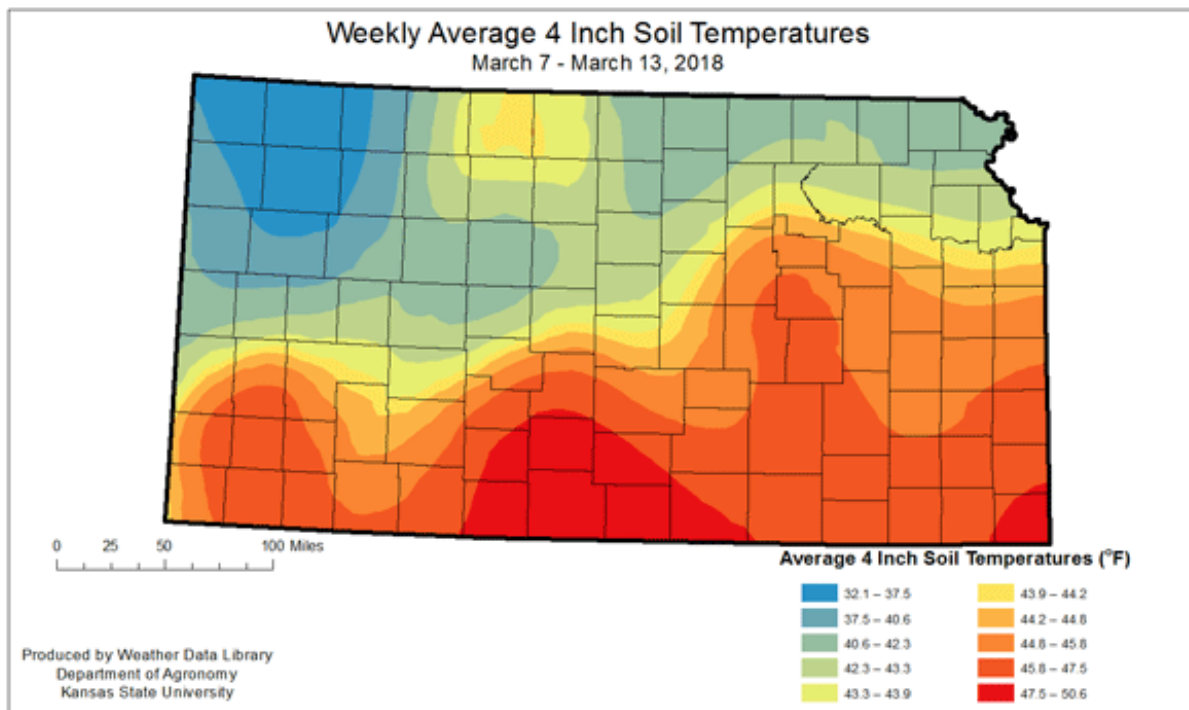 Weekly Average 4 Inch Soil Temperatures
March 7 - March 13, 2018
0 25 50 100 Miles
Average 4 Inch Soil Temperatures (°F)
32.1 – 37.5
37.5 – 40.6
40.6 – 42.3
42.3 – 43.3
43.3 – 43.9
43.9 – 44.2
44.2 – 44.8
44.8 – 45.8
45.8 – 47.5
47.5 – 50.6
Produced by Weather Data Library
Department of Agronomy
Kansas State University